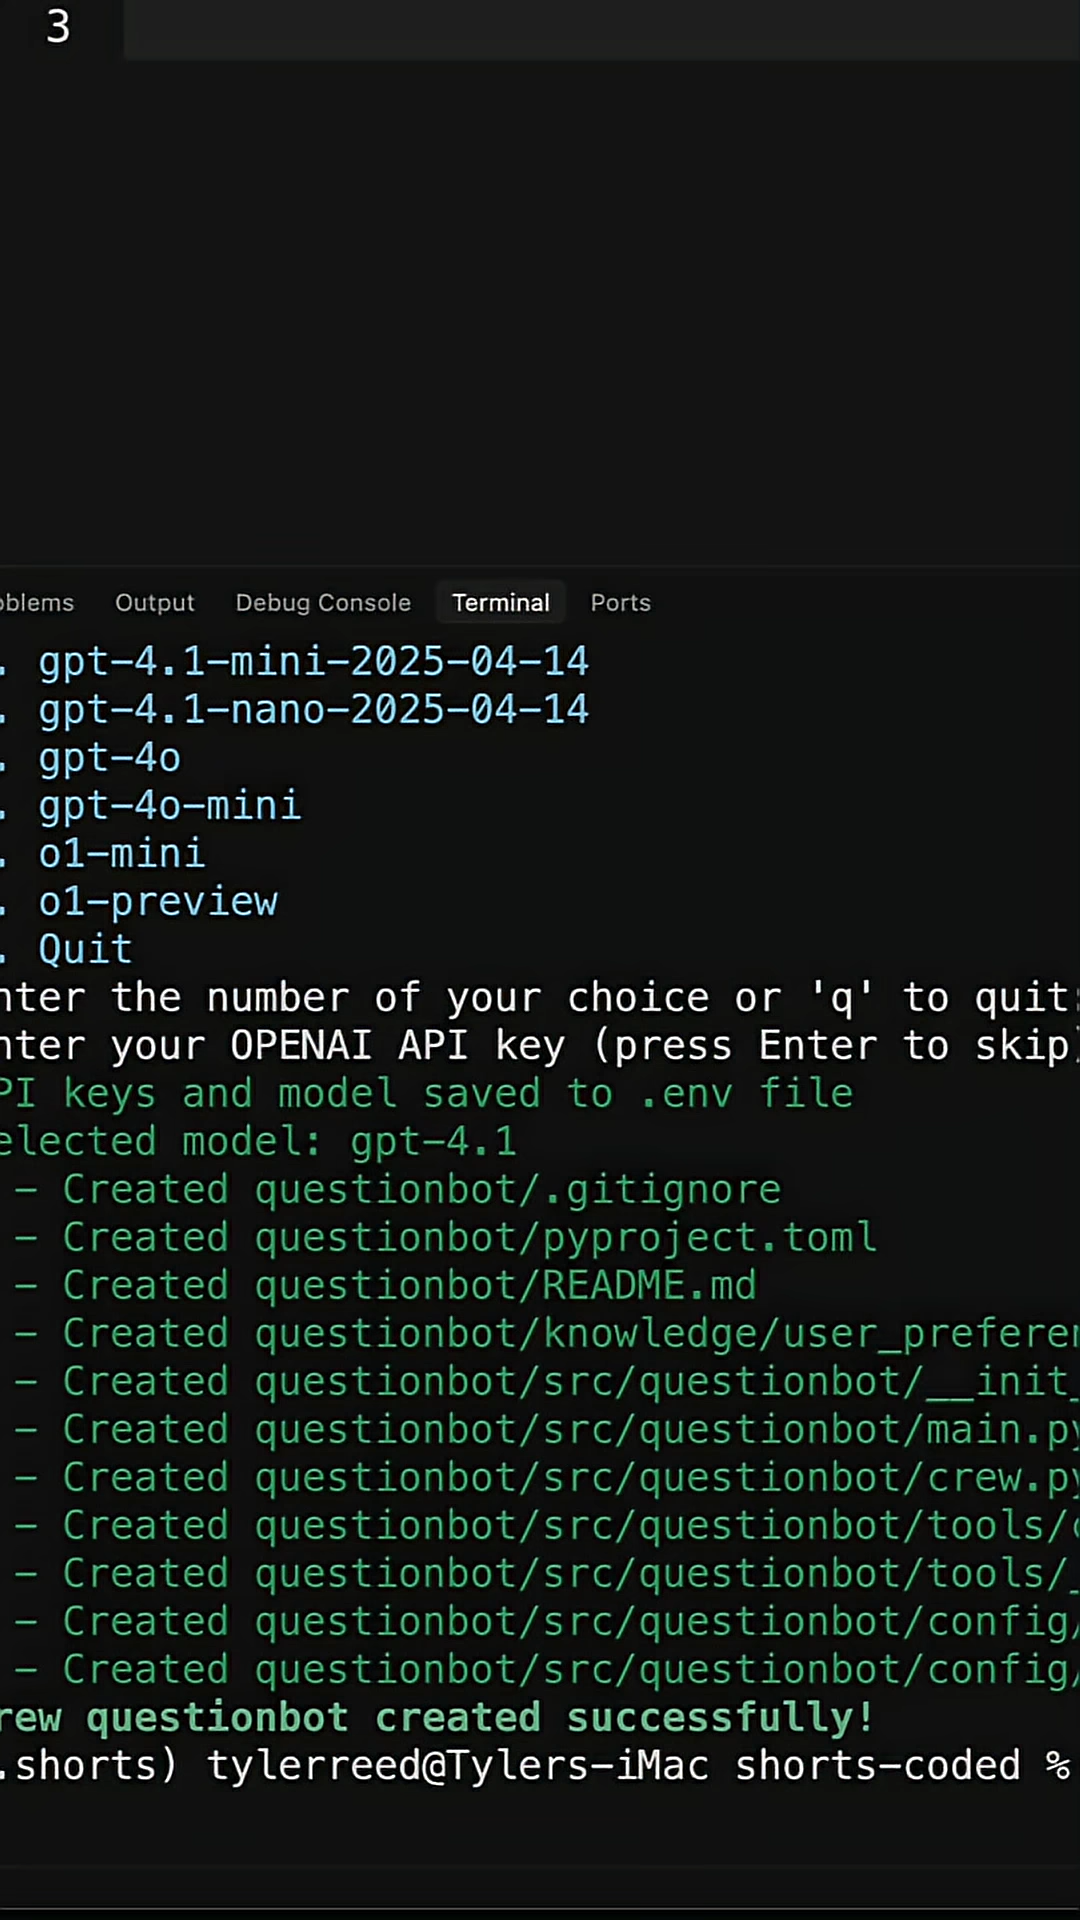 3
oblems Output Debug Console Terminal Ports
. gpt-4.1-mini-2025-04-14
. gpt-4.1-nano-2025-04-14
. gpt-4o
. gpt-4o-mini
. o1-mini
. o1-preview
. Quit
nter the number of your choice or 'q' to quit:
nter your OPENAI API key (press Enter to skip)
PI keys and model saved to .env file
elected model: gpt-4.1
- Created questionbot/.gitignore
- Created questionbot/pyproject.toml
- Created questionbot/README.md
- Created questionbot/knowledge/user_preferen
- Created questionbot/src/questionbot/__init_
- Created questionbot/src/questionbot/main.py
- Created questionbot/src/questionbot/crew.py
- Created questionbot/src/questionbot/tools/c
- Created questionbot/src/questionbot/tools/_
- Created questionbot/src/questionbot/config/
- Created questionbot/src/questionbot/config/
rew questionbot created successfully!
.shorts) tylerreed@Tylers-iMac shorts-coded %